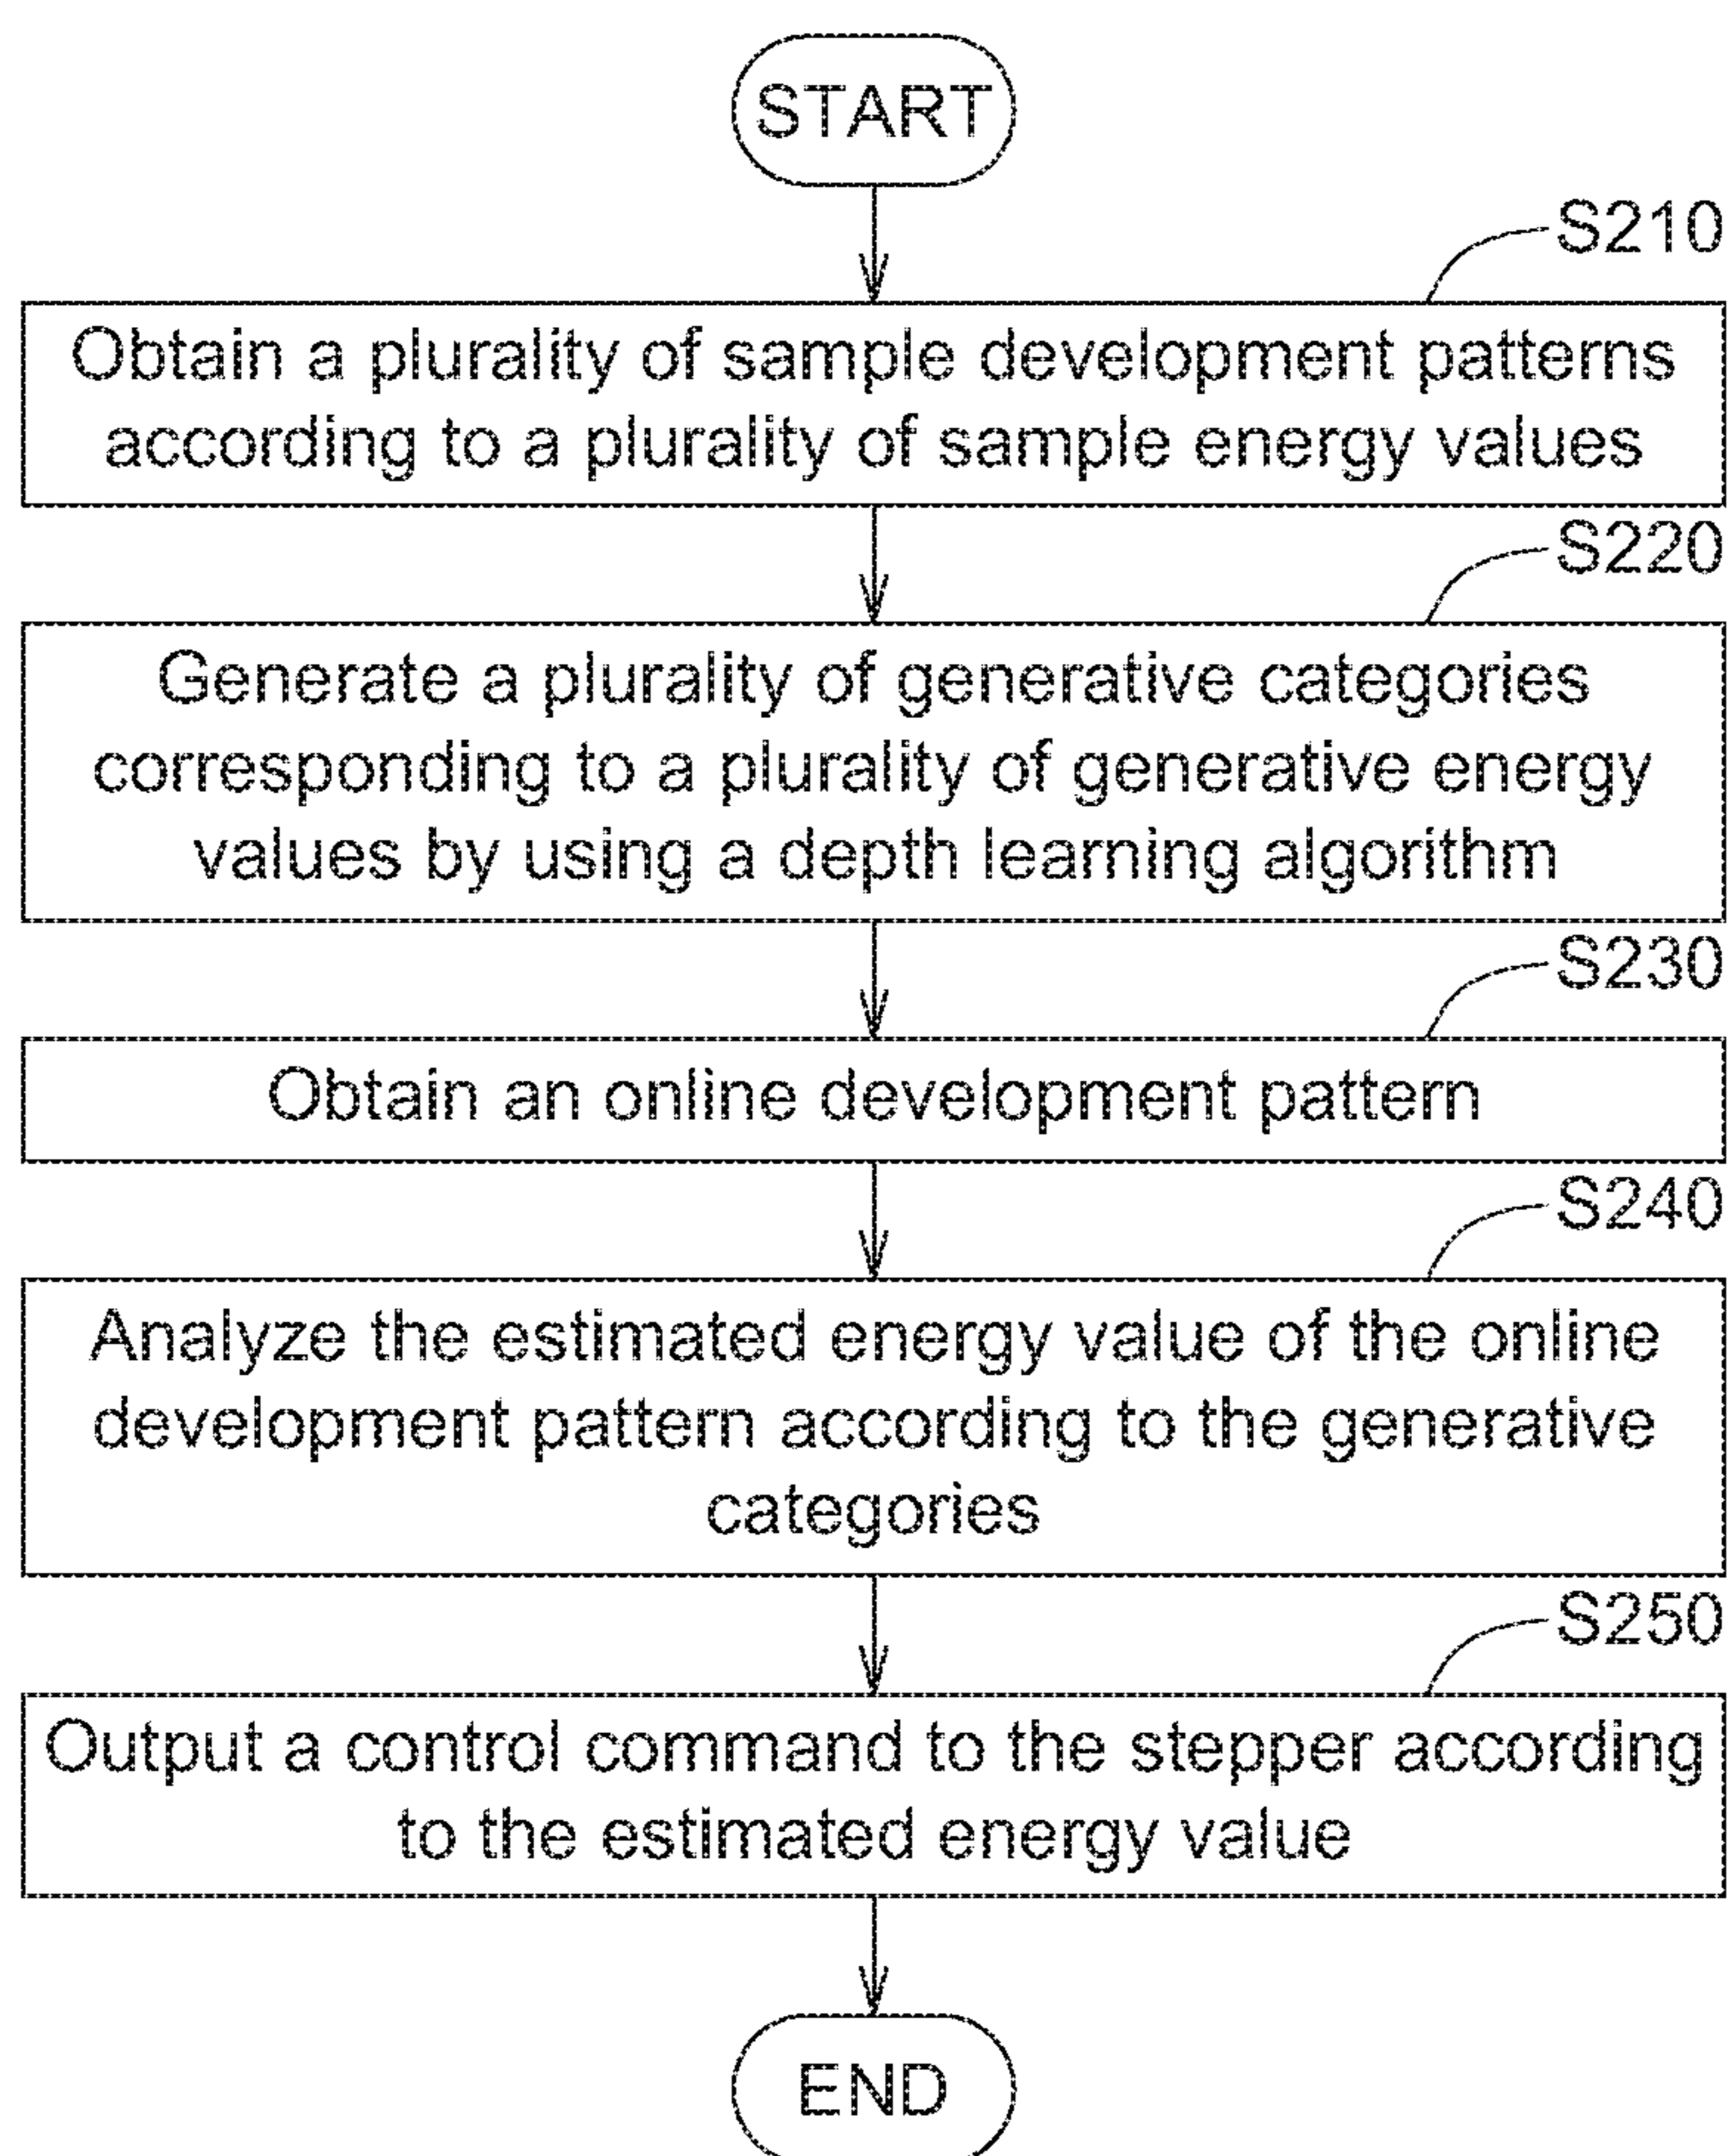 START
S210
Obtain a plurality of sample development patterns
according to a plurality of sample energy values
S220
Generate a plurality of generative categories
corresponding to a plurality of generative energy
values by using a depth learning algorithm
S230
Obtain an online development pattern
S240
Analyze the estimated energy value of the online
development pattern according to the generative
categories
S250
Output a control command to the stepper according
to the estimated energy value
END